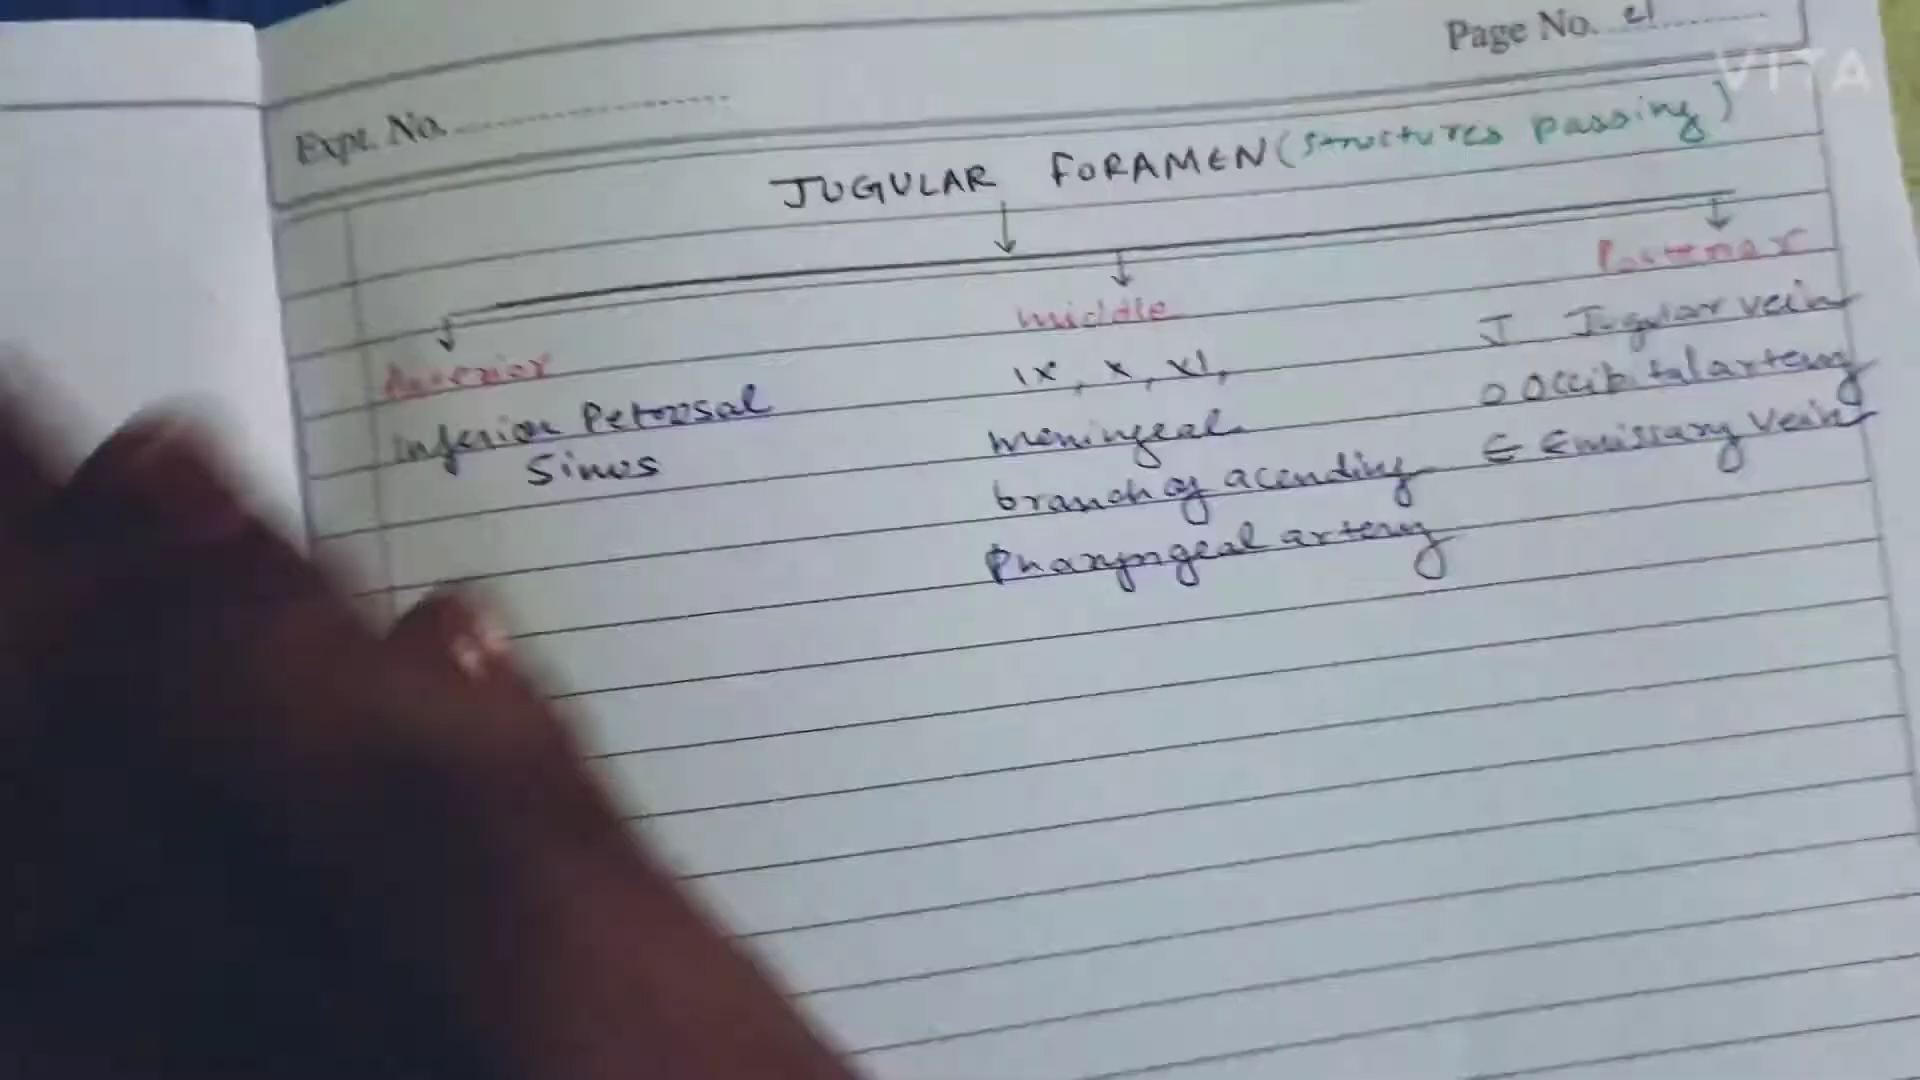 Page No. 21
VITA
Expt. No.
JUGULAR FORAMEN (structures passing)
Anterior
Inferior Petrosal
Sinus
middle
IX, X, XI,
meningeal
branch of acending
Pharyngeal artery
Posterior
J Jugular vein
O Occipital artery
E Emissary vein